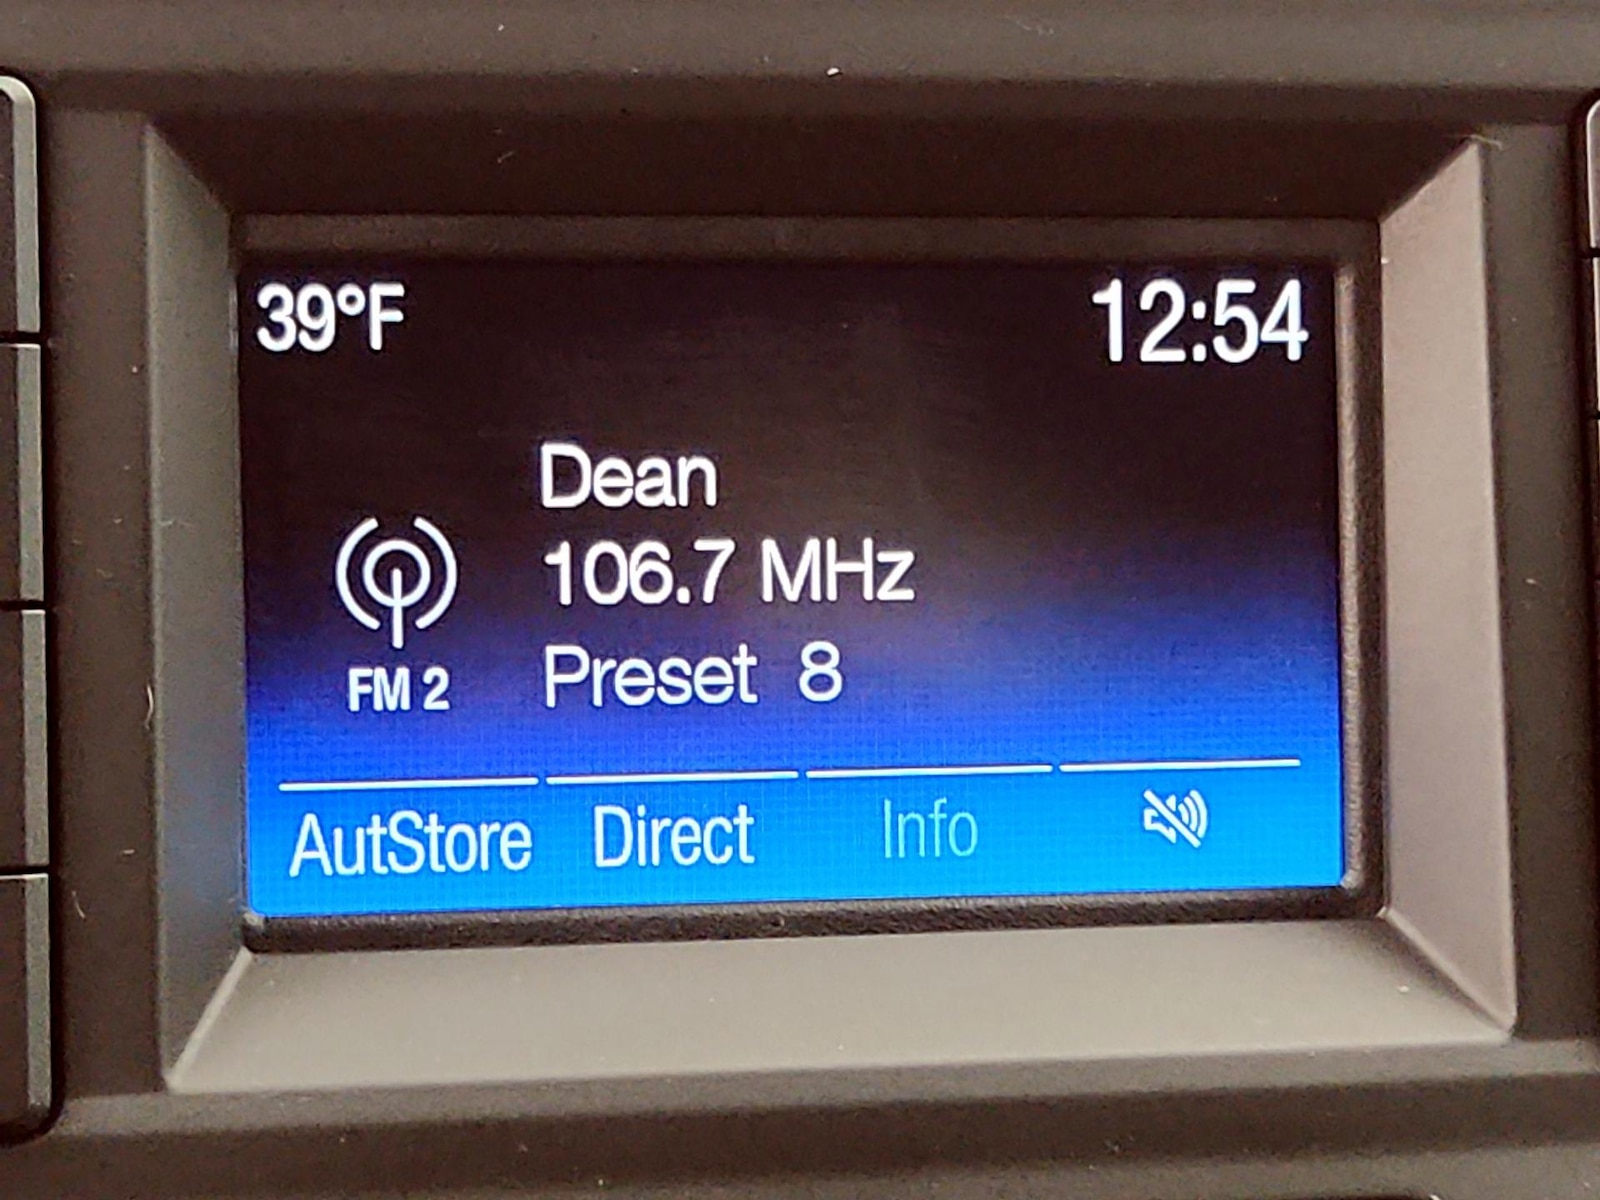 39°F 12:54
Dean
106.7 MHz
FM 2 Preset 8
AutStore Direct Info